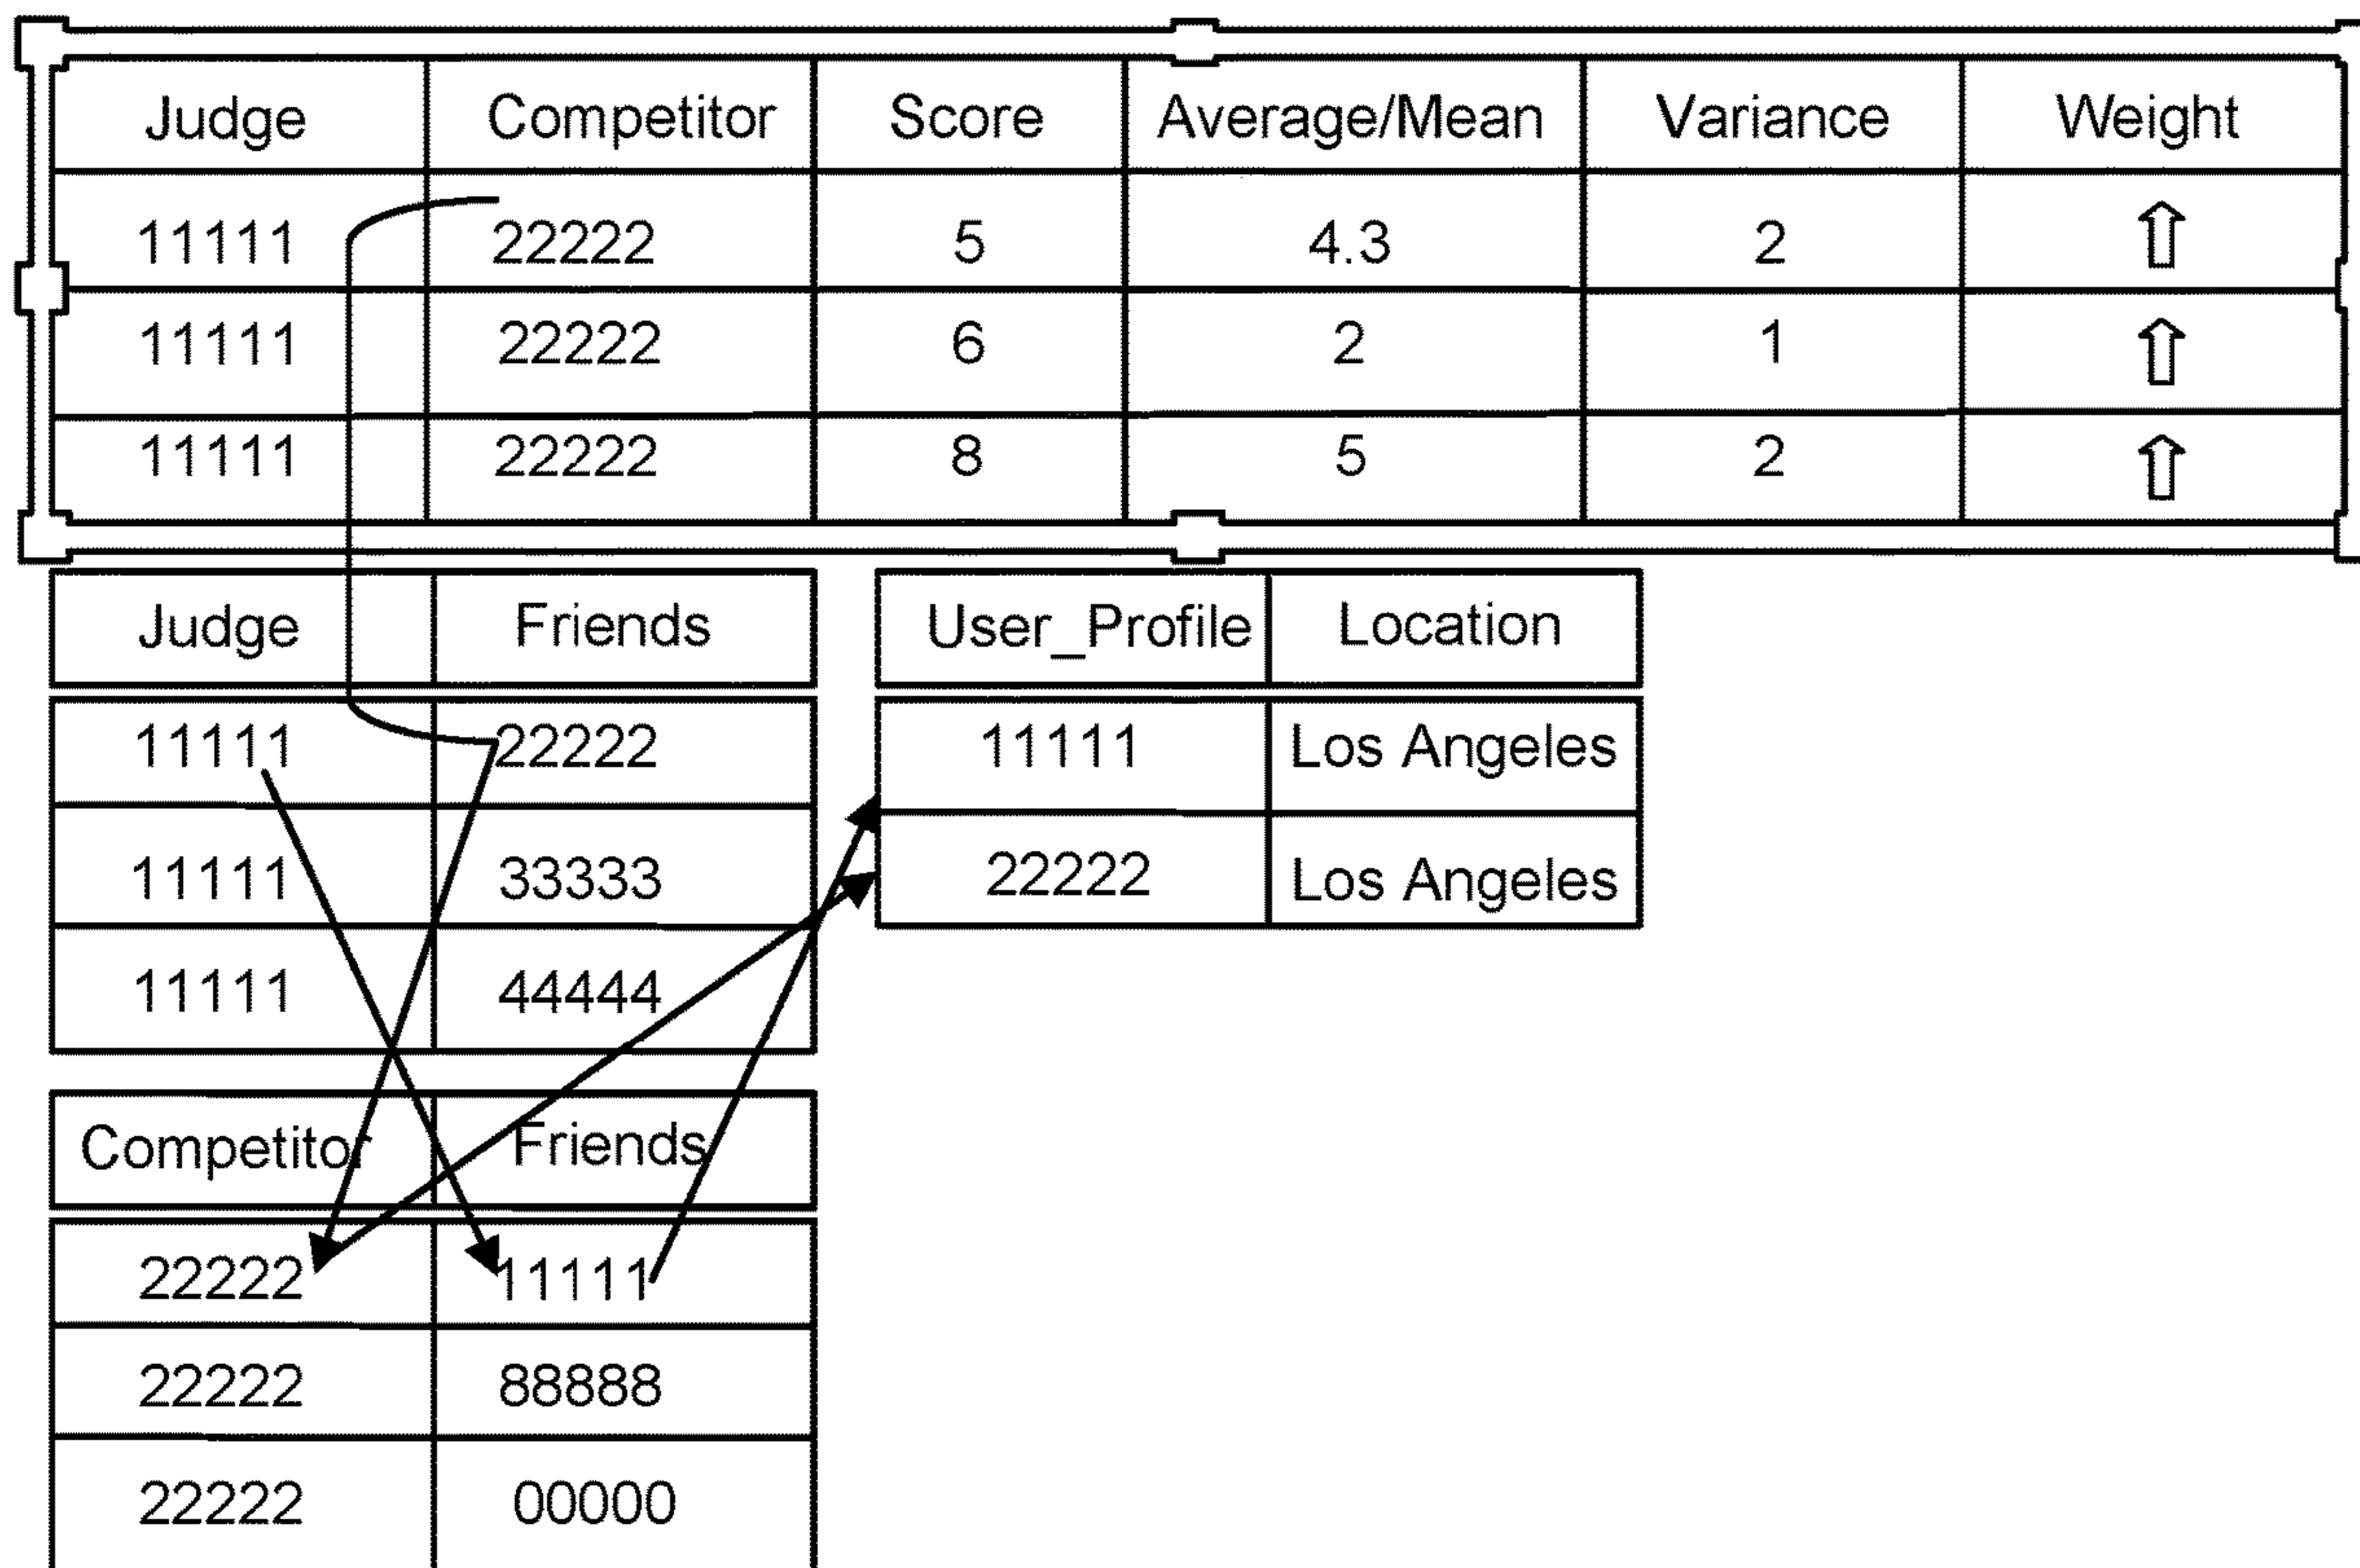 Judge Competitor Score Average/Mean Variance Weight
11111 22222 5 4.3 2 ⇧
11111 22222 6 2 1 ⇧
11111 22222 8 5 2 ⇧
Judge Friends
11111 22222
11111 33333
11111 44444
User_Profile Location
11111 Los Angeles
22222 Los Angeles
Competitor Friends
22222 11111
22222 88888
22222 00000